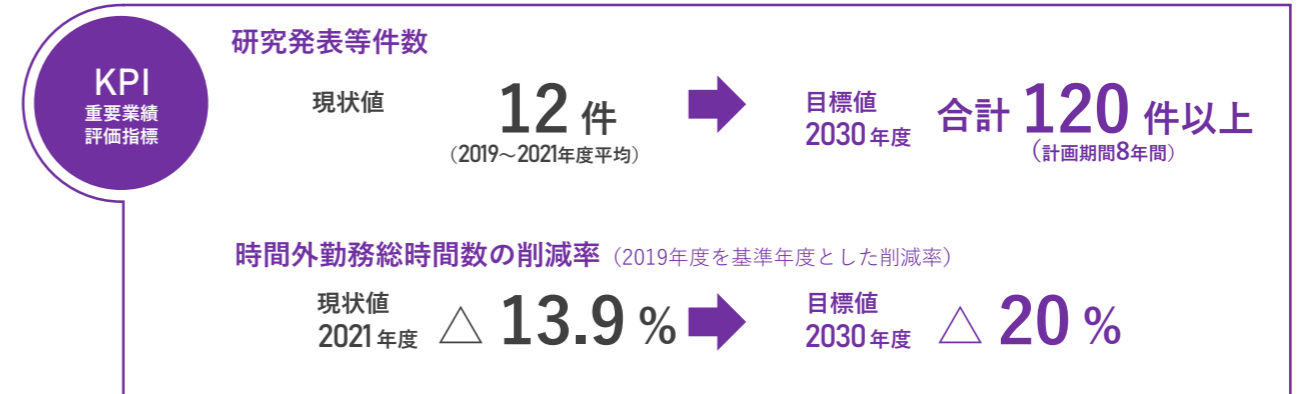 KPI
重要業績
評価指標
研究発表等件数
現状値
12 件
（2019～2021年度平均）
目標値
2030 年度
合計 120 件以上
（計画期間8年間）
時間外勤務総時間数の削減率（2019年度を基準年度とした削減率）
現状値
2021 年度
△ 13.9 %
目標値
2030 年度
△ 20 %